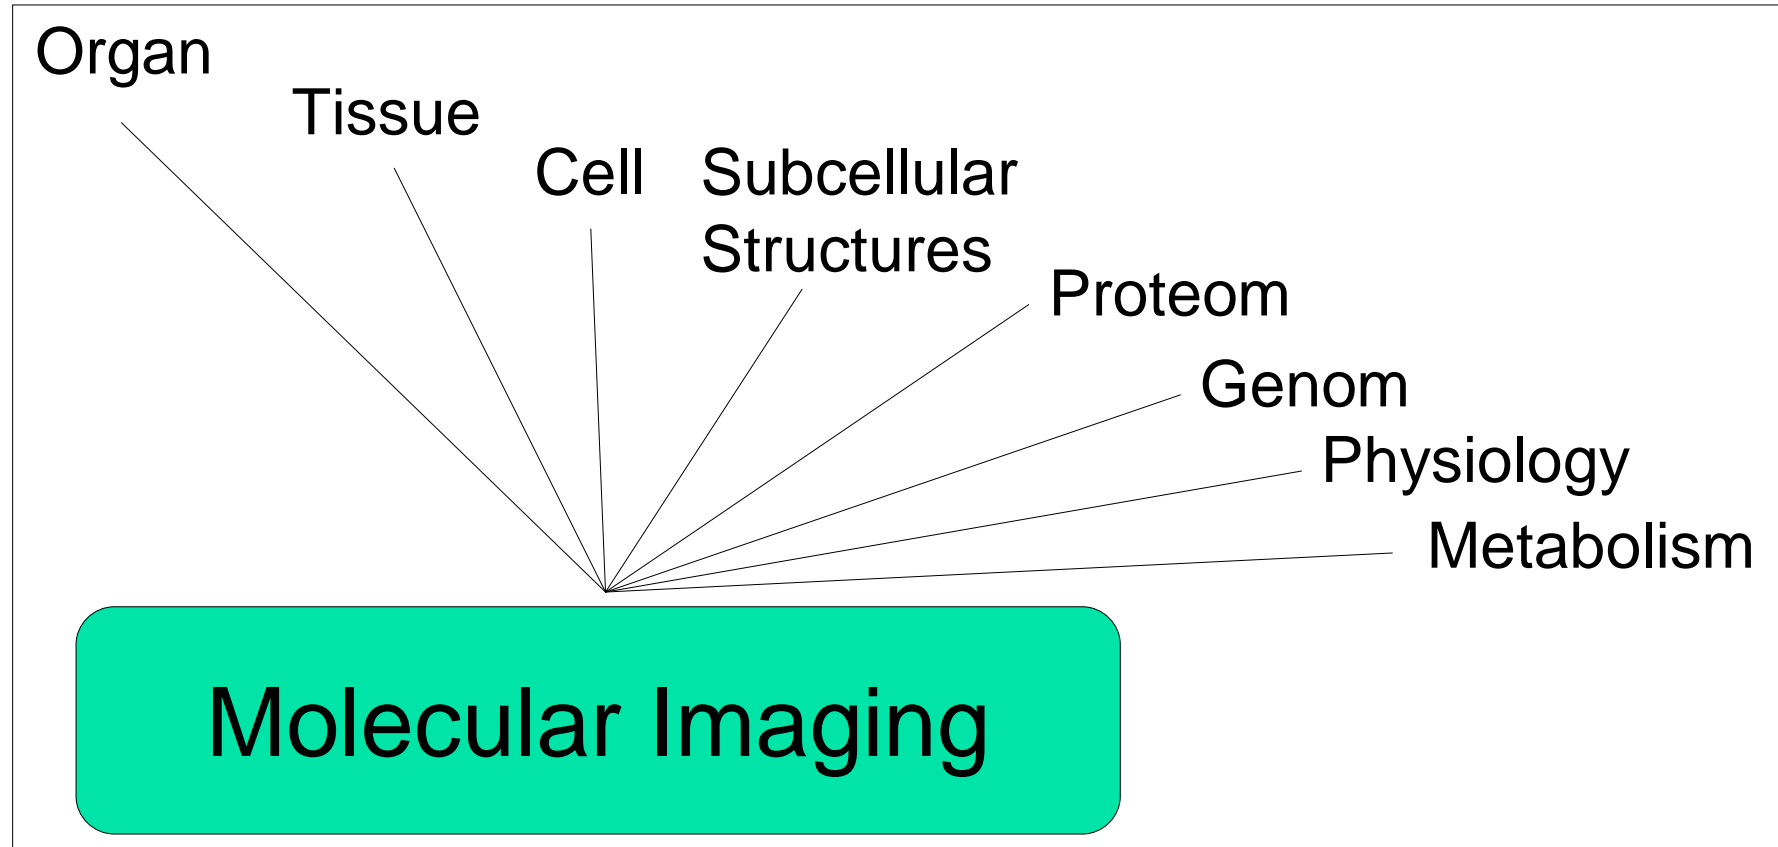 Organ
Tissue
Cell
Subcellular
Structures
Proteom
Genom
Physiology
Metabolism
Molecular Imaging